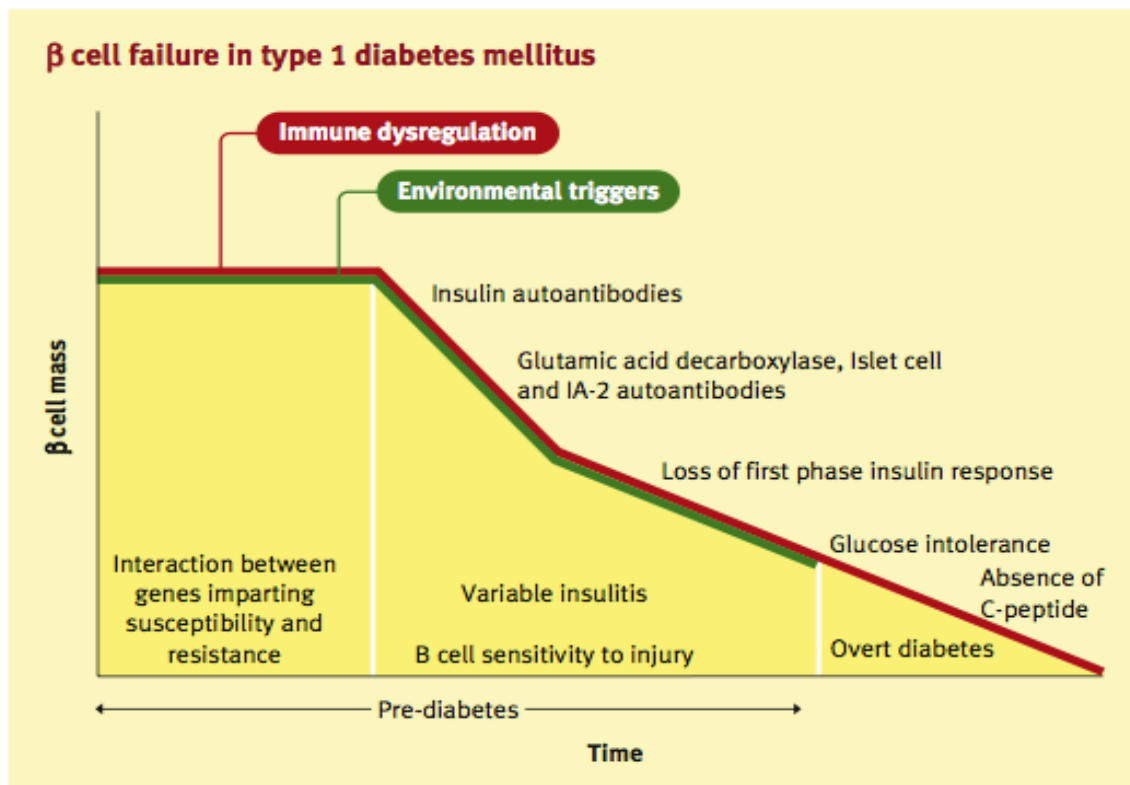 β cell failure in type 1 diabetes mellitus
Immune dysregulation
Environmental triggers
Insulin autoantibodies
Glutamic acid decarboxylase, Islet cell
and IA-2 autoantibodies
Loss of first phase insulin response
Glucose intolerance
Absence of
C-peptide
Overt diabetes
β cell mass
Interaction between
genes imparting
susceptibility and
resistance
Variable insulitis
B cell sensitivity to injury
Pre-diabetes
Time